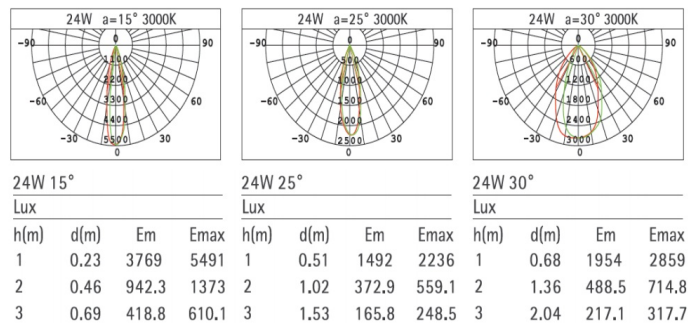 24W a=15° 3000K
-90 0 90
1100
2200
-60 3300 60
4400
-30 5500 30
0
24W 15°
Lux
h(m) d(m) Em Emax
1 0.23 3769 5491
2 0.46 942.3 1373
3 0.69 418.8 610.1
24W a=25° 3000K
-90 0 90
500
1000
-60 1500 60
2000
-30 2500 30
0
24W 25°
Lux
h(m) d(m) Em Emax
1 0.51 1492 2236
2 1.02 372.9 559.1
3 1.53 165.8 248.5
24W a=30° 3000K
-90 0 90
600
1200
-60 1800 60
2400
-30 3000 30
0
24W 30°
Lux
h(m) d(m) Em Emax
1 0.68 1954 2859
2 1.36 488.5 714.8
3 2.04 217.1 317.7